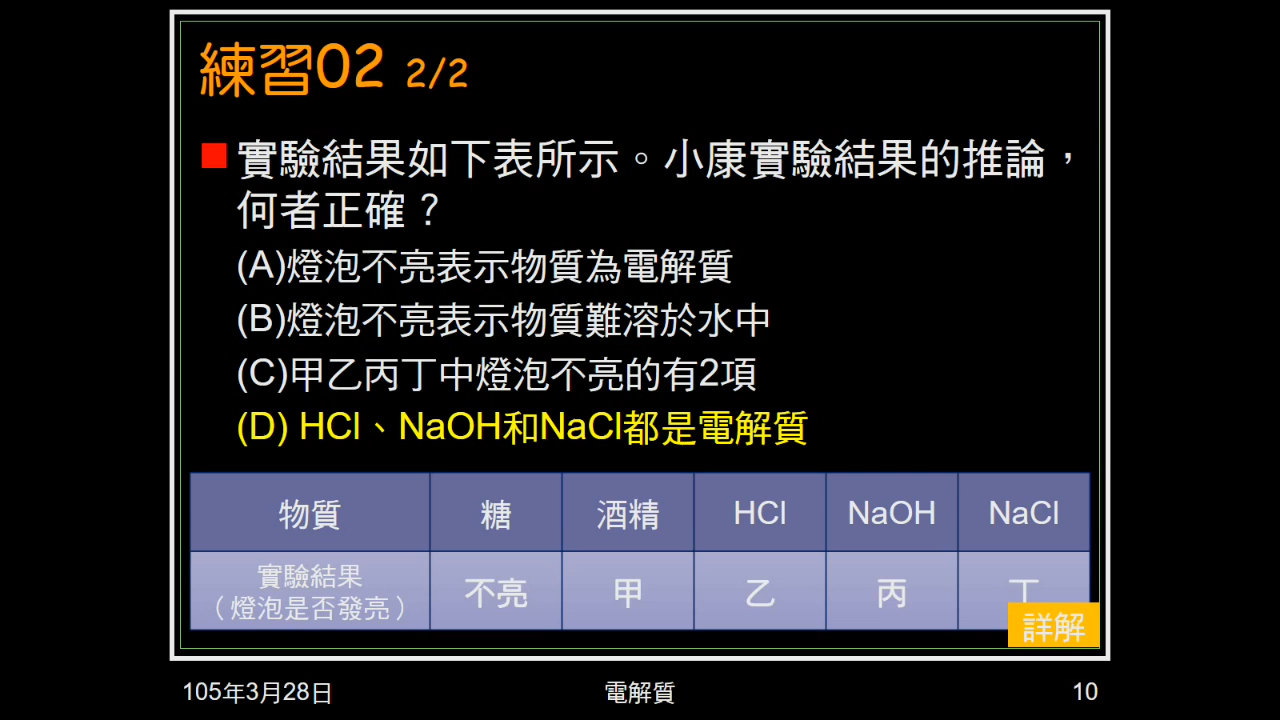 練習02 2/2
實驗結果如下表所示。小康實驗結果的推論，
何者正確？
(A)燈泡不亮表示物質為電解質
(B)燈泡不亮表示物質難溶於水中
(C)甲乙丙丁中燈泡不亮的有2項
(D) HCl、NaOH和NaCl都是電解質
物質 糖 酒精 HCl NaOH NaCl
實驗結果
（燈泡是否發亮） 不亮 甲 乙 丙 丁
詳解
105年3月28日 電解質 10